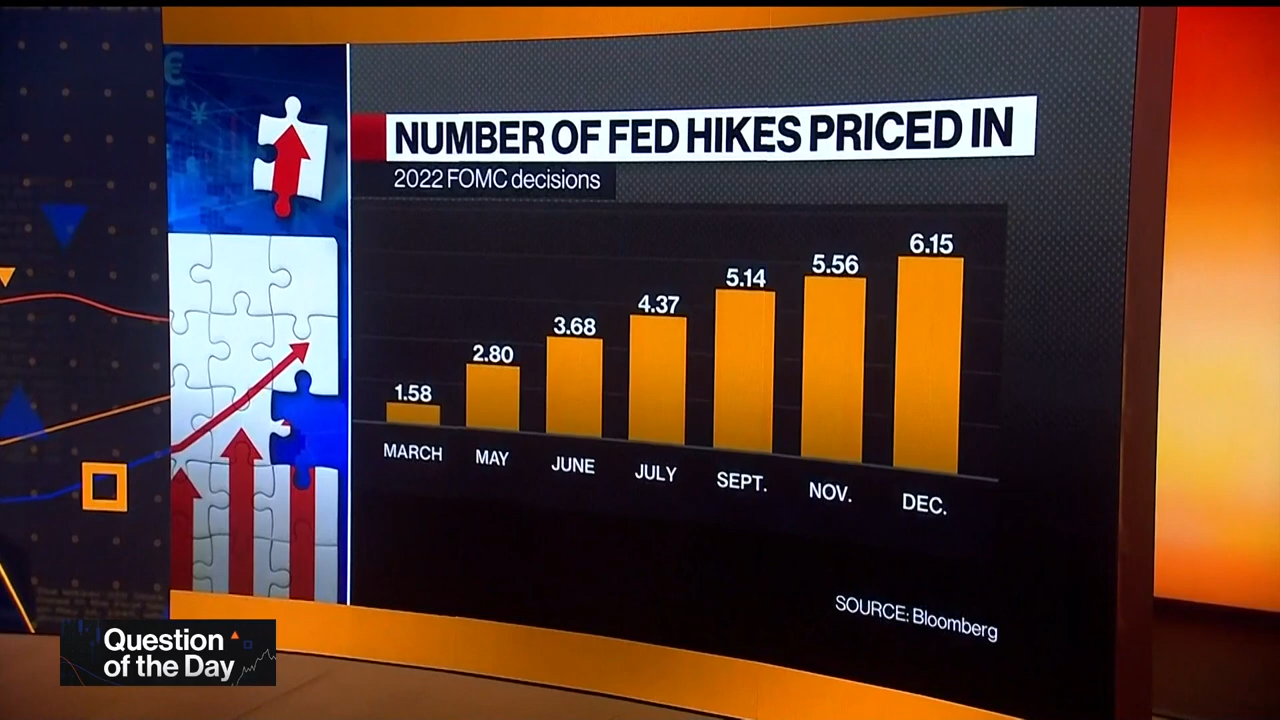 €
¥
NUMBER OF FED HIKES PRICED IN
2022 FOMC decisions
1.58
2.80
3.68
4.37
5.14
5.56
6.15
MARCH
MAY
JUNE
JULY
SEPT.
NOV.
DEC.
SOURCE: Bloomberg
Question
of the Day